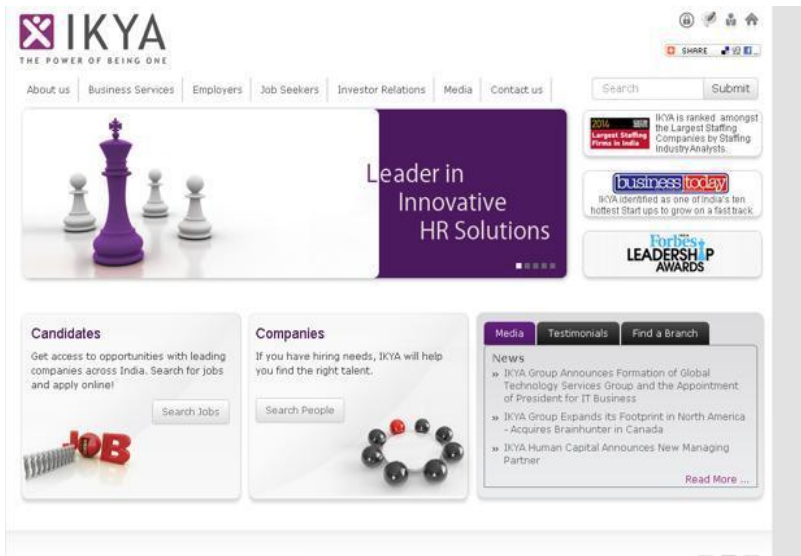 IKYA
THE POWER OF BEING ONE
SHARE
About us
Business Services
Employers
Job Seekers
Investor Relations
Media
Contact us
Search
Submit
Leader in
Innovative
HR Solutions
2014
Largest Staffing
Firms in India
IKYA is ranked amongst
the Largest Staffing
Companies by Staffing
Industry Analysts.
business today
IKYA identified as one of India's ten
hottest Start ups to grow on a fast track
Forbes
LEADERSHIP
AWARDS
Candidates
Get access to opportunities with leading
companies across India. Search for jobs
and apply online!
Search Jobs
JOB
Companies
If you have hiring needs, IKYA will help
you find the right talent.
Search People
Media
Testimonials
Find a Branch
News
» IKYA Group Announces Formation of Global
Technology Services Group and the Appointment
of President for IT Business
» IKYA Group Expands its Footprint in North America
- Acquires Brainhunter in Canada
» IKYA Human Capital Announces New Managing
Partner
Read More ...